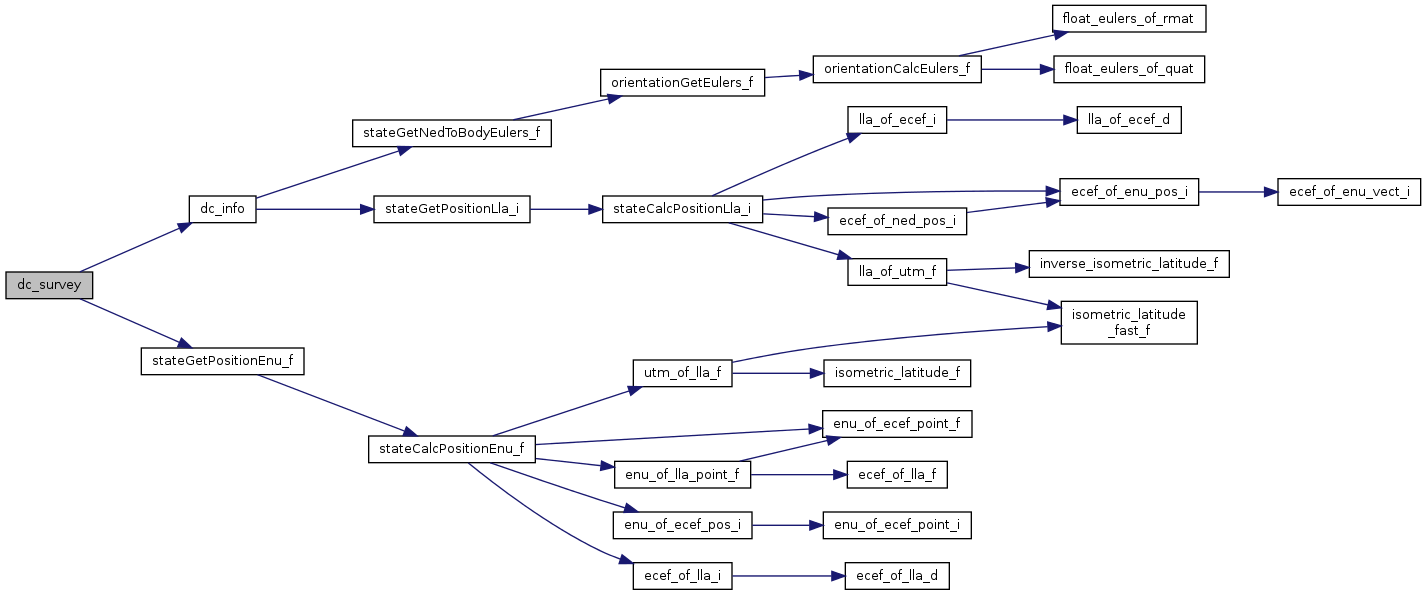 float_eulers_of_rmat
orientationCalcEulers_f
float_eulers_of_quat
orientationGetEulers_f
stateGetNedToBodyEulers_f
lla_of_ecef_i
lla_of_ecef_d
dc_info
stateGetPositionLla_i
stateCalcPositionLla_i
ecef_of_enu_pos_i
ecef_of_enu_vect_i
ecef_of_ned_pos_i
lla_of_utm_f
inverse_isometric_latitude_f
dc_survey
isometric_latitude
_fast_f
stateGetPositionEnu_f
utm_of_lla_f
isometric_latitude_f
stateCalcPositionEnu_f
enu_of_ecef_point_f
enu_of_lla_point_f
ecef_of_lla_f
enu_of_ecef_pos_i
enu_of_ecef_point_i
ecef_of_lla_i
ecef_of_lla_d